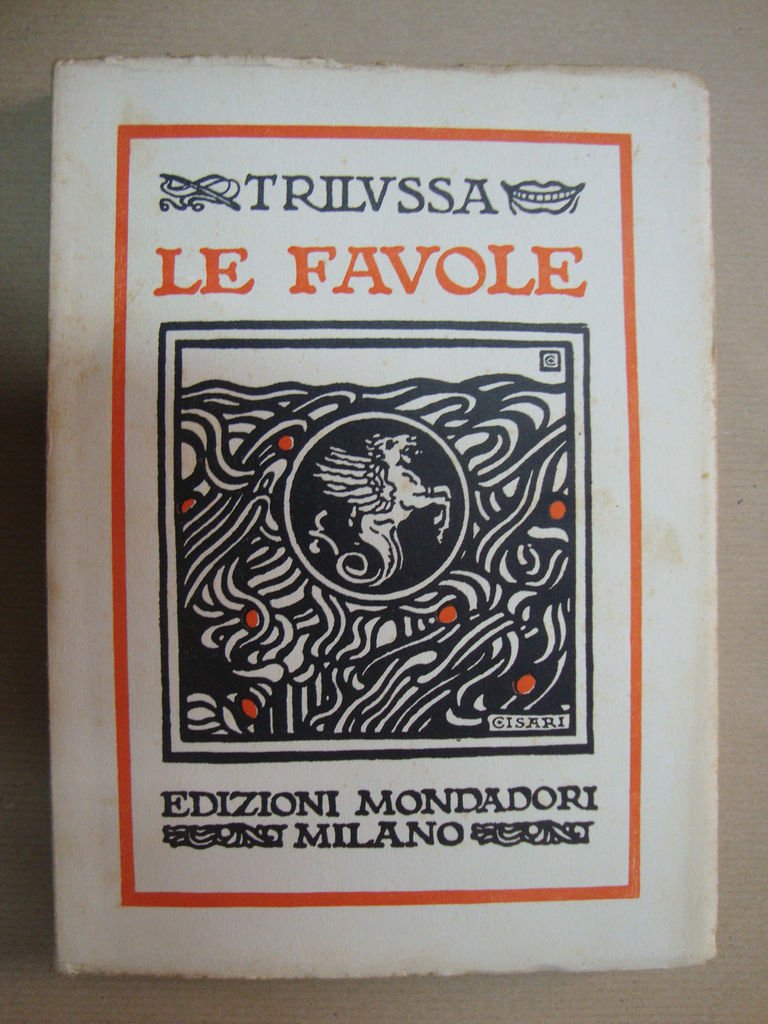 TRILVSSA
LE FAVOLE
CISARI
EDIZIONI MONDADORI
MILANO